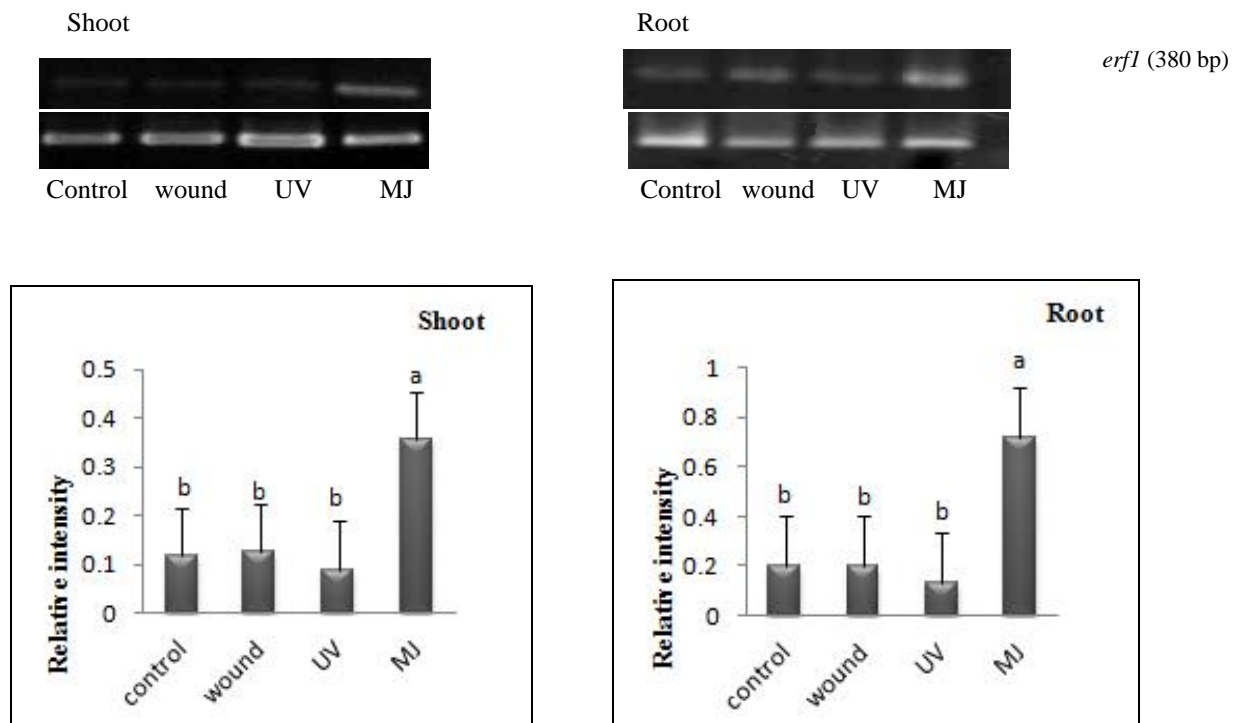 Shoot
Root
erf1 (380 bp)
Control wound UV MJ
Control wound UV MJ
Shoot
Relative intensity
0.5
0.4
0.3
0.2
0.1
0
b
b
b
a
control
wound
UV
MJ
Root
Relative intensity
1
0.8
0.6
0.4
0.2
0
b
b
b
a
control
wound
UV
MJ